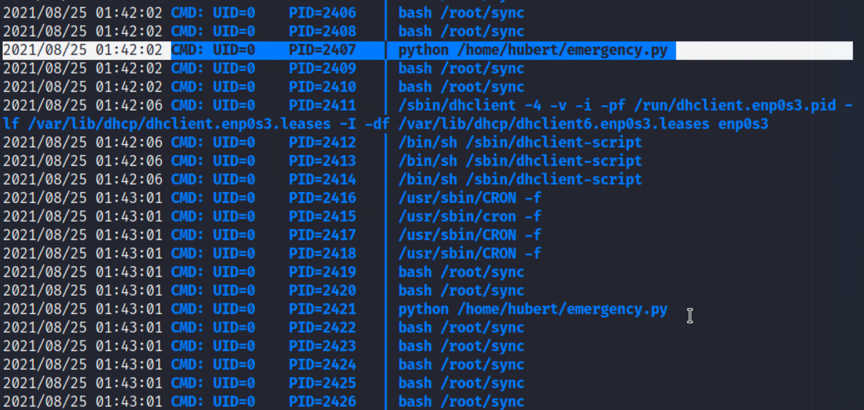 2021/08/25 01:42:02 CMD: UID=0 PID=2406 | bash /root/sync
2021/08/25 01:42:02 CMD: UID=0 PID=2408 | bash /root/sync
2021/08/25 01:42:02 CMD: UID=0 PID=2407 | python /home/hubert/emergency.py
2021/08/25 01:42:02 CMD: UID=0 PID=2409 | bash /root/sync
2021/08/25 01:42:02 CMD: UID=0 PID=2410 | bash /root/sync
2021/08/25 01:42:06 CMD: UID=0 PID=2411 | /sbin/dhclient -4 -v -i -pf /run/dhclient.enp0s3.pid -
lf /var/lib/dhcp/dhclient.enp0s3.leases -I -df /var/lib/dhcp/dhclient6.enp0s3.leases enp0s3
2021/08/25 01:42:06 CMD: UID=0 PID=2412 | /bin/sh /sbin/dhclient-script
2021/08/25 01:42:06 CMD: UID=0 PID=2413 | /bin/sh /sbin/dhclient-script
2021/08/25 01:42:06 CMD: UID=0 PID=2414 | /bin/sh /sbin/dhclient-script
2021/08/25 01:43:01 CMD: UID=0 PID=2416 | /usr/sbin/CRON -f
2021/08/25 01:43:01 CMD: UID=0 PID=2415 | /usr/sbin/cron -f
2021/08/25 01:43:01 CMD: UID=0 PID=2417 | /usr/sbin/CRON -f
2021/08/25 01:43:01 CMD: UID=0 PID=2418 | /usr/sbin/CRON -f
2021/08/25 01:43:01 CMD: UID=0 PID=2419 | bash /root/sync
2021/08/25 01:43:01 CMD: UID=0 PID=2420 | bash /root/sync
2021/08/25 01:43:01 CMD: UID=0 PID=2421 | python /home/hubert/emergency.py
2021/08/25 01:43:01 CMD: UID=0 PID=2422 | bash /root/sync
2021/08/25 01:43:01 CMD: UID=0 PID=2423 | bash /root/sync
2021/08/25 01:43:01 CMD: UID=0 PID=2424 | bash /root/sync
2021/08/25 01:43:01 CMD: UID=0 PID=2425 | bash /root/sync
2021/08/25 01:43:01 CMD: UID=0 PID=2426 | bash /root/sync